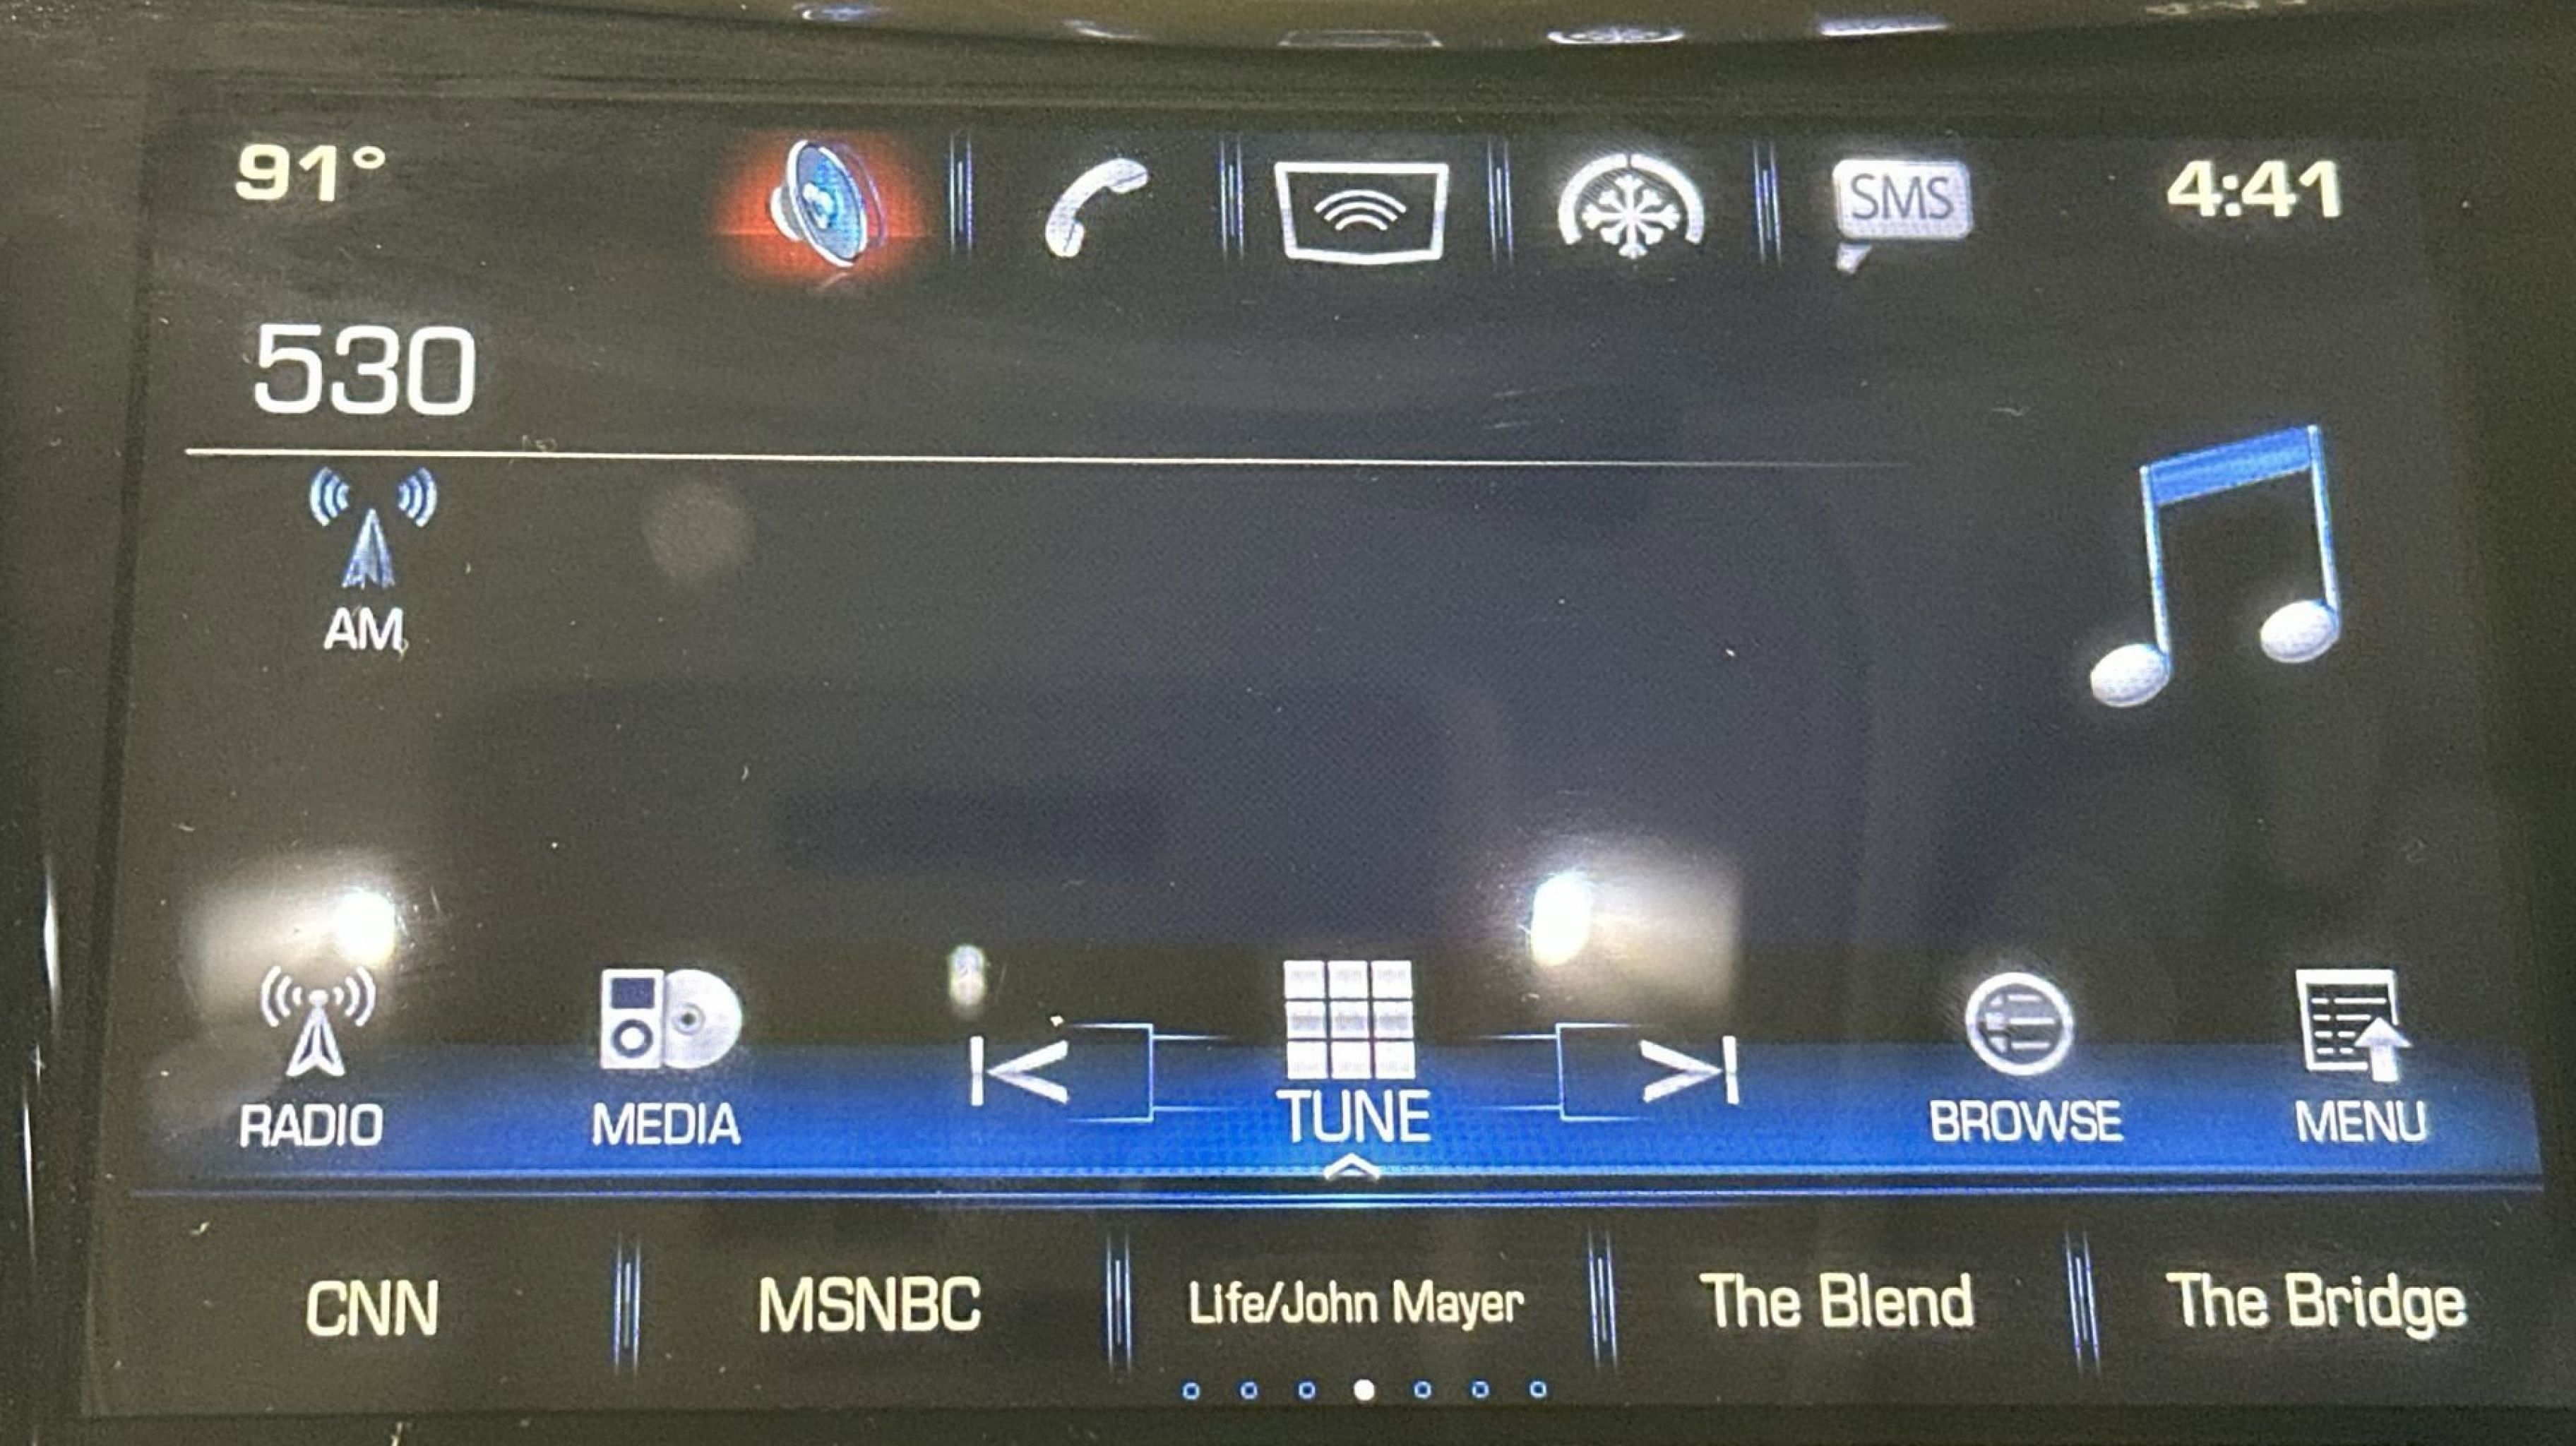 91° SMS 4:41
530
AM
RADIO MEDIA TUNE BROWSE MENU
CNN MSNBC Life/John Mayer The Blend The Bridge